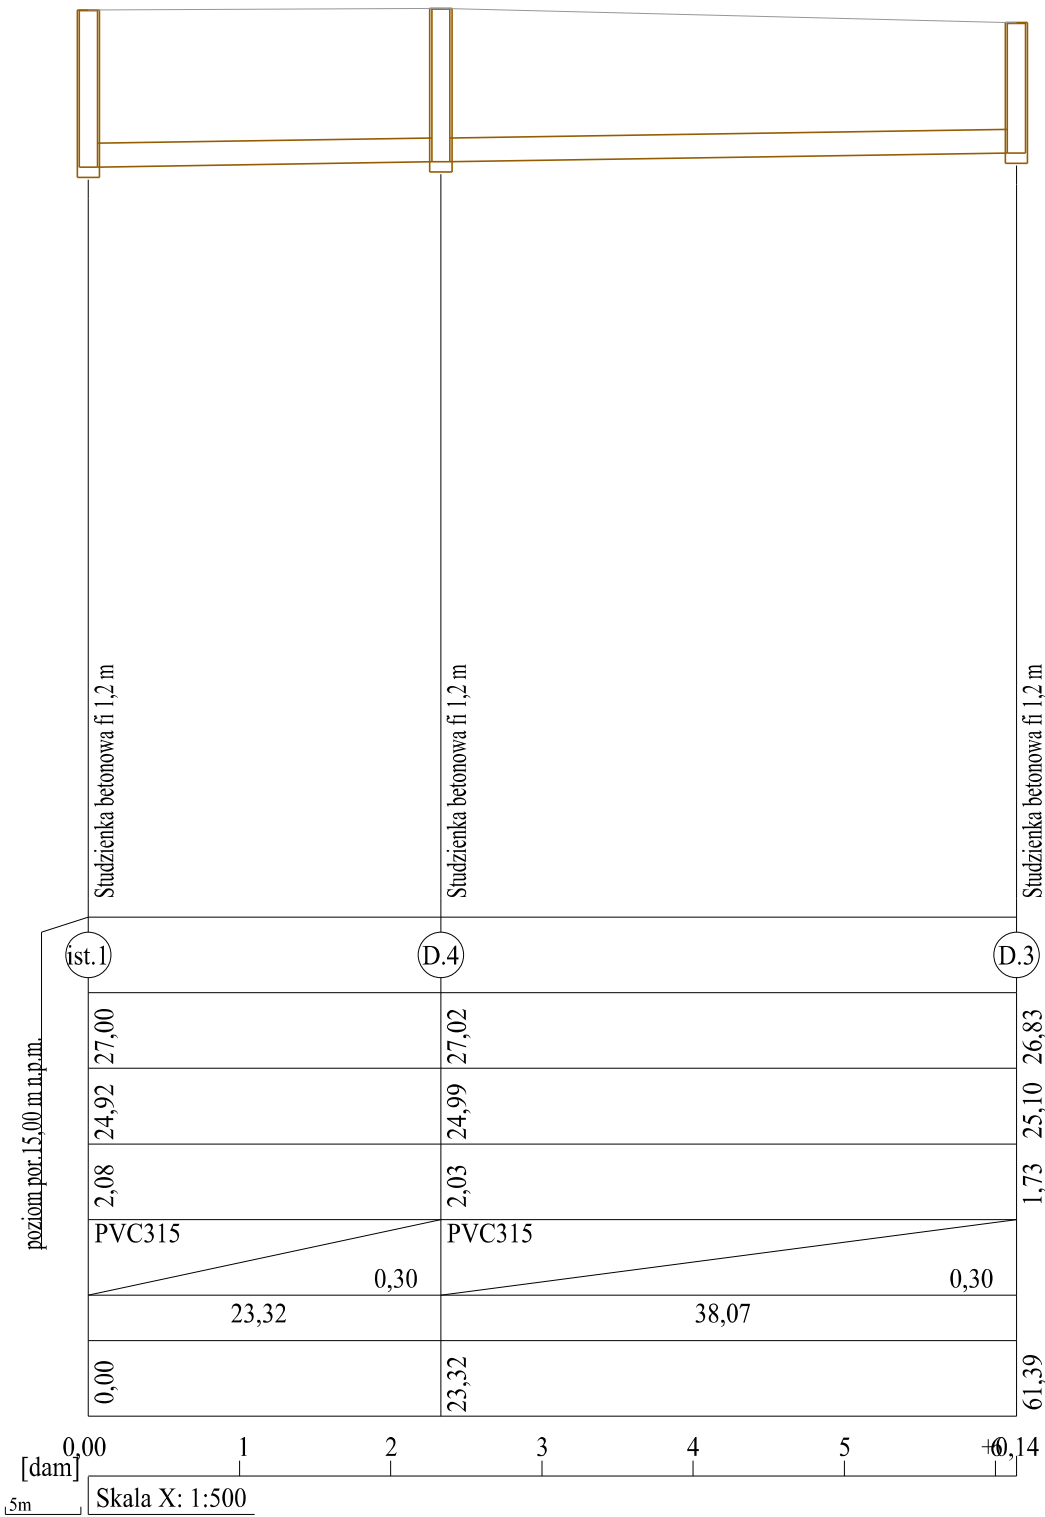 Studzienka betonowa fi 1,2 m
Studzienka betonowa fi 1,2 m
Studzienka betonowa fi 1,2 m
ist.1
D.4
D.3
poziom por.15,00 m n.p.m.
27,00
27,02
26,83
24,92
24,99
25,10
2,08
2,03
1,73
PVC315
PVC315
0,30
0,30
23,32
38,07
0,00
23,32
61,39
0,00
1
2
3
4
5
6
+0,14
[dam]
Skala X: 1:500
5m